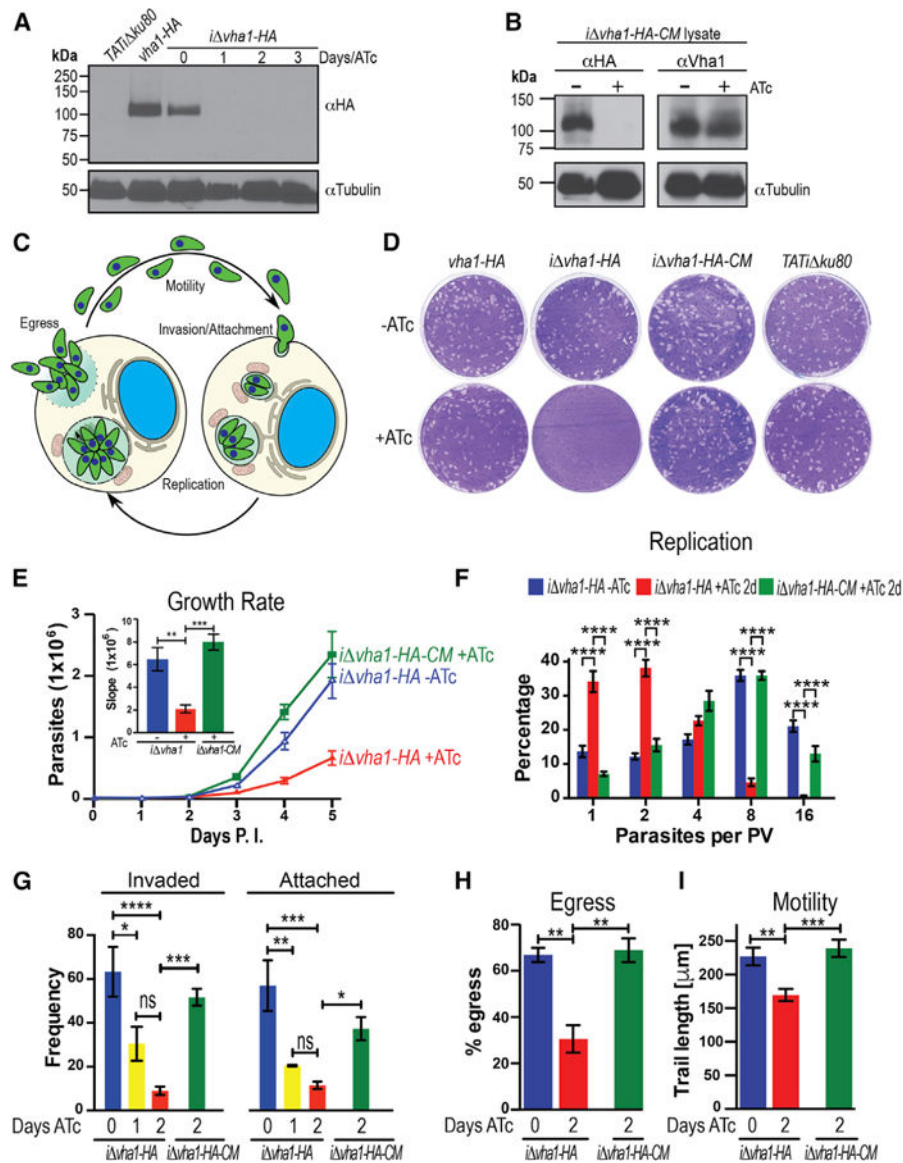 A
TATiΔku80
vha1-HA
iΔvha1-HA
kDa
0 1 2 3 Days/ATc
250
150
100
75
50
αHA
50
αTubulin
B
iΔvha1-HA-CM lysate
αHA αVha1
kDa
– + – + ATc
150
100
75
50
αTubulin
C
Motility
Egress
Invasion/Attachment
Replication
D
vha1-HA iΔvha1-HA iΔvha1-HA-CM TATiΔku80
-ATc
+ATc
E
Growth Rate
Parasites (1x10⁶)
3
2
1
0
0 1 2 3 4 5
Days P. I.
Slope (1x10⁶)
8
6
4
2
0
** ***
ATc - + +
iΔvha1 iΔvha1-CM
iΔvha1-HA-CM +ATc
iΔvha1-HA -ATc
iΔvha1-HA +ATc
F
Replication
iΔvha1-HA -ATc iΔvha1-HA +ATc 2d iΔvha1-HA-CM +ATc 2d
Percentage
40
30
20
10
0
**** **** **** ****
**** **** **** ****
1 2 4 8 16
Parasites per PV
G
Invaded Attached
Frequency
80
60
40
20
0
**** * *** ns
*** ** * ns
Days ATc 0 1 2 2 0 1 2 2
iΔvha1-HA iΔvha1-HA-CM iΔvha1-HA iΔvha1-HA-CM
H
Egress
% egress
80
60
40
20
0
** **
Days ATc 0 2 2
iΔvha1-HA iΔvha1-HA-CM
I
Motility
Trail length [μm]
250
200
150
100
50
0
** ***
0 2 2
iΔvha1-HA iΔvha1-HA-CM